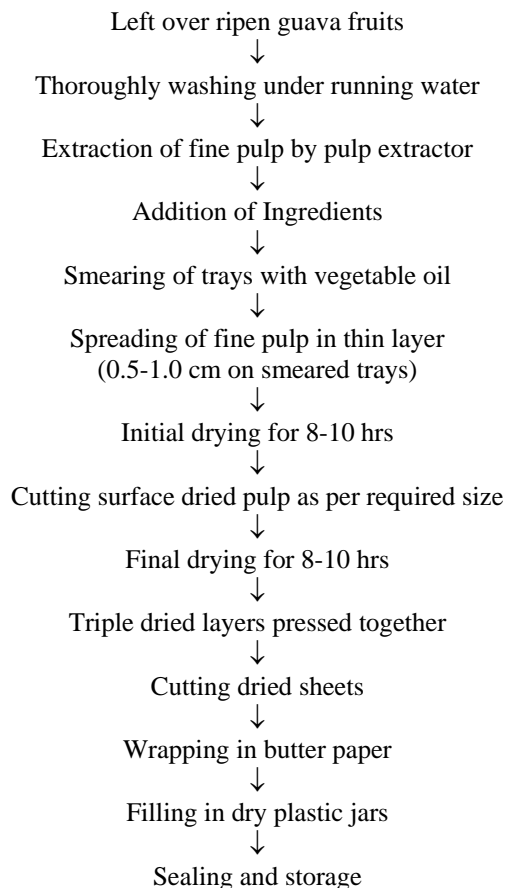 Left over ripen guava fruits
↓
Thoroughly washing under running water
↓
Extraction of fine pulp by pulp extractor
↓
Addition of Ingredients
↓
Smearing of trays with vegetable oil
↓
Spreading of fine pulp in thin layer
(0.5-1.0 cm on smeared trays)
↓
Initial drying for 8-10 hrs
↓
Cutting surface dried pulp as per required size
↓
Final drying for 8-10 hrs
↓
Triple dried layers pressed together
↓
Cutting dried sheets
↓
Wrapping in butter paper
↓
Filling in dry plastic jars
↓
Sealing and storage